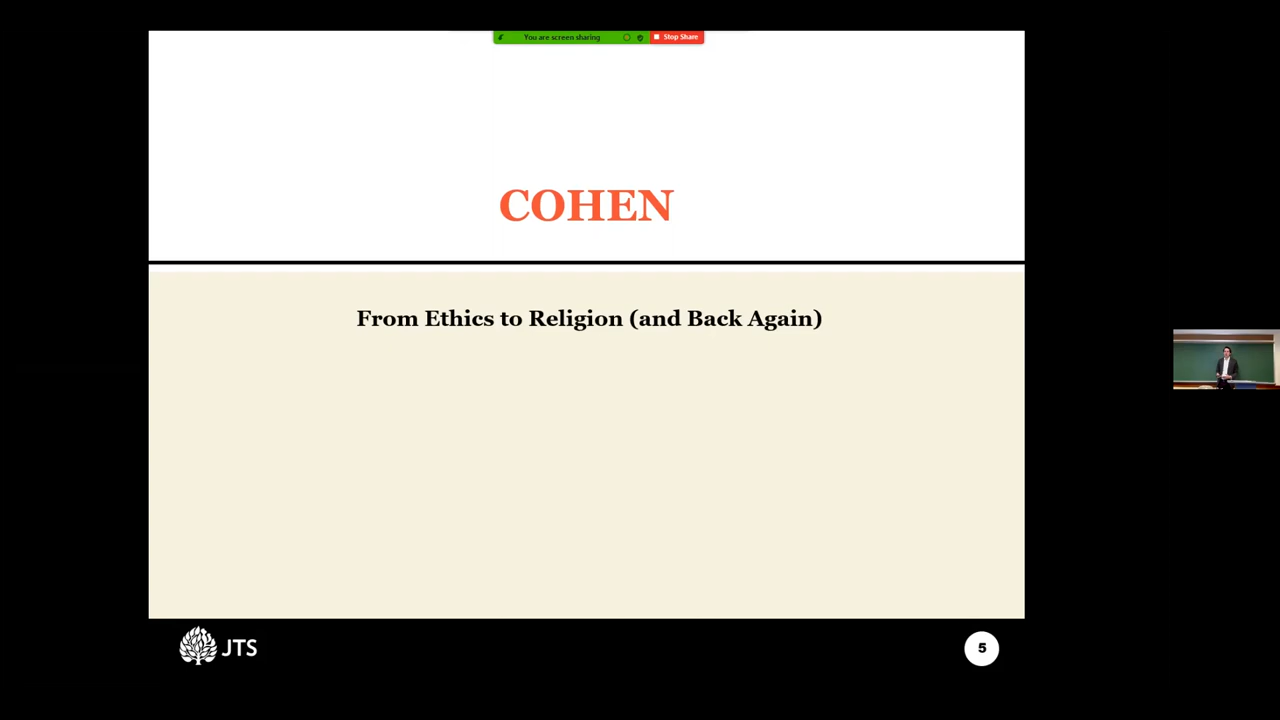 You are screen sharing
Stop Share
COHEN
From Ethics to Religion (and Back Again)
JTS
5